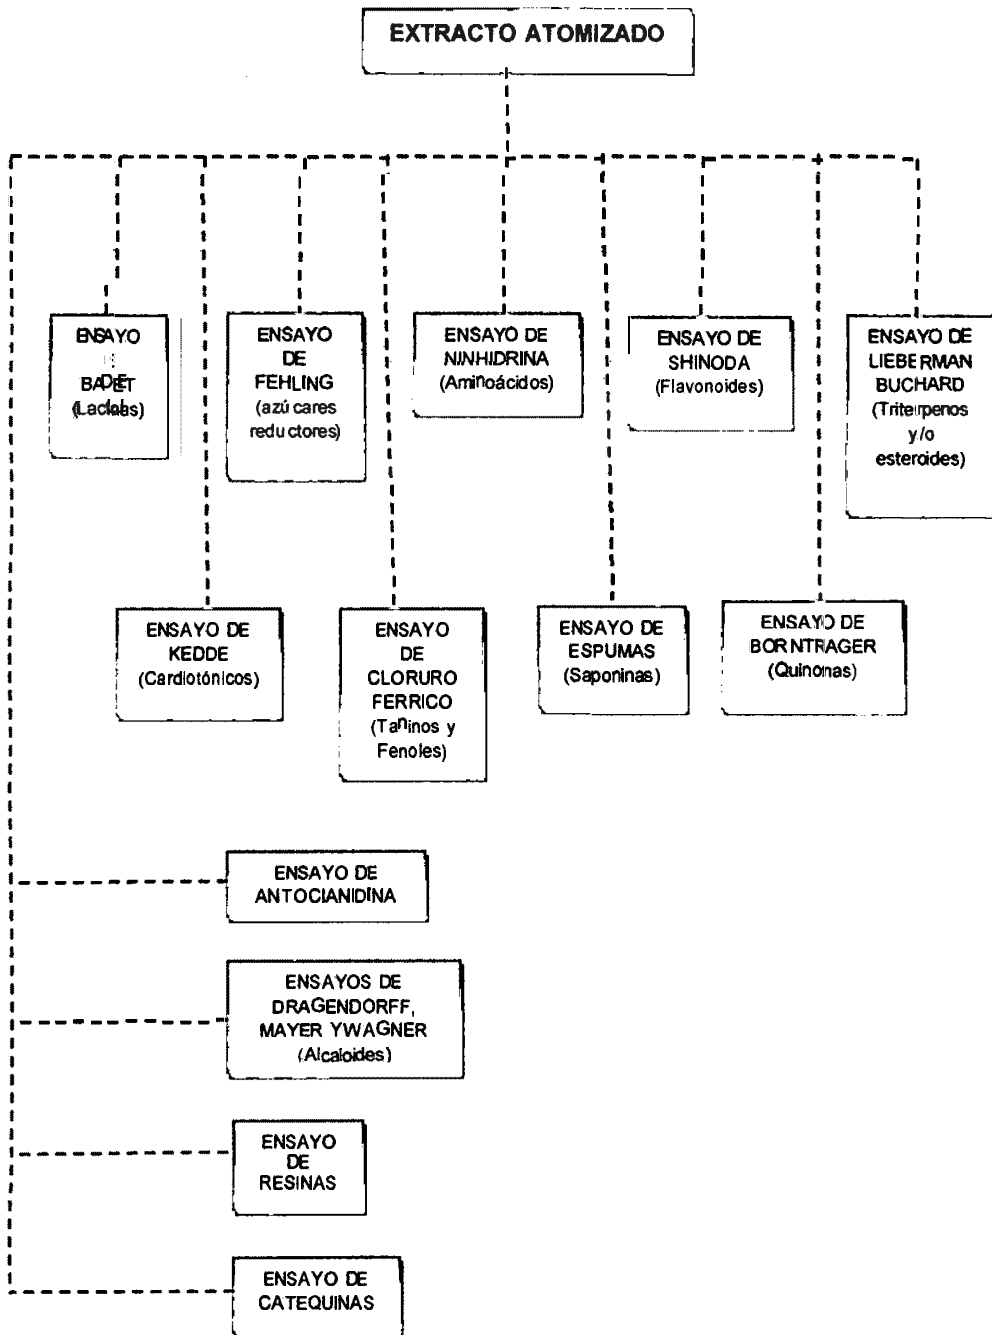 EXTRACTO ATOMIZADO
ENSAYO
DE
(Lactonas)
ENSAYO
DE
FEHLING
(azúcares
reductores)
ENSAYO DE
NINHIDRINA
(Aminoácidos)
ENSAYO DE
SHINODA
(Flavonoides)
ENSAYO DE
LIEBERMAN
BUCHARD
(Triterpenos
y/o
esteroides)
ENSAYO DE
KEDDE
(Cardiotónicos)
ENSAYO
DE
CLORURO
FERRICO
(Taninos y
Fenoles)
ENSAYO DE
ESPUMAS
(Saponinas)
ENSAYO DE
BORNTRAGER
(Quinonas)
ENSAYO DE
ANTOCIANIDINA
ENSAYOS DE
DRAGENDORFF,
MAYER YWAGNER
(Alcaloides)
ENSAYO
DE
RESINAS
ENSAYO DE
CATEQUINAS